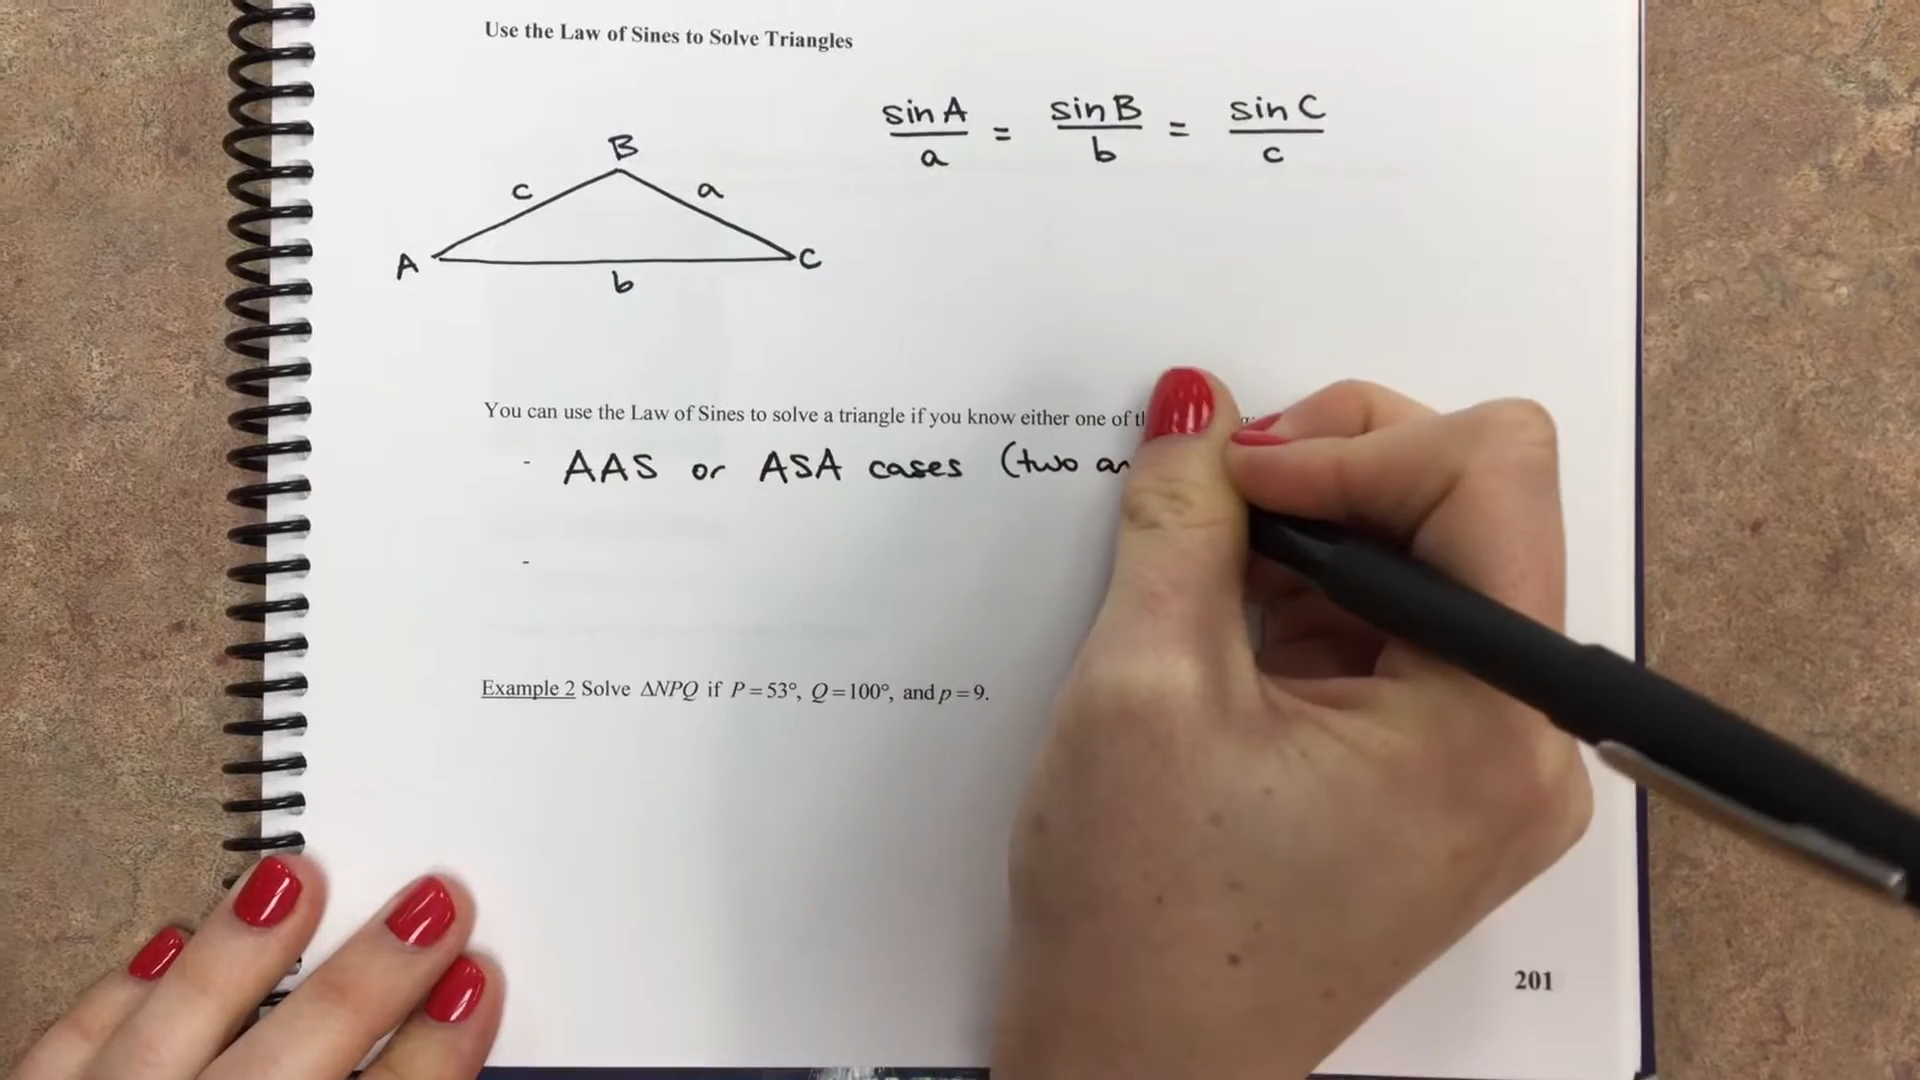 Use the Law of Sines to Solve Triangles
sin A / a = sin B / b = sin C / c
B
c a
A C
b
You can use the Law of Sines to solve a triangle if you know either one of
- AAS or ASA cases (two
-
Example 2 Solve ΔNPQ if P = 53°, Q = 100°, and p = 9.
201